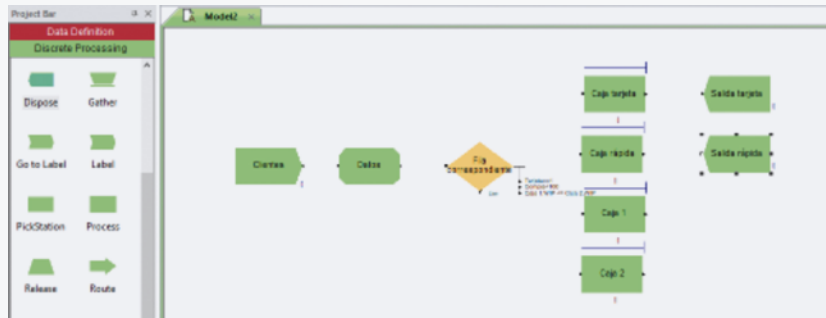 Project Bar
Model2
Data Definition
Discrete Processing
Dispose
Gather
Go to Label
Label
PickStation
Process
Release
Route
Clientes
Datos
Fila
correspondiente
Caja tarjeta
Caja rápida
Caja 1
Caja 2
Salida tarjeta
Salida rápida